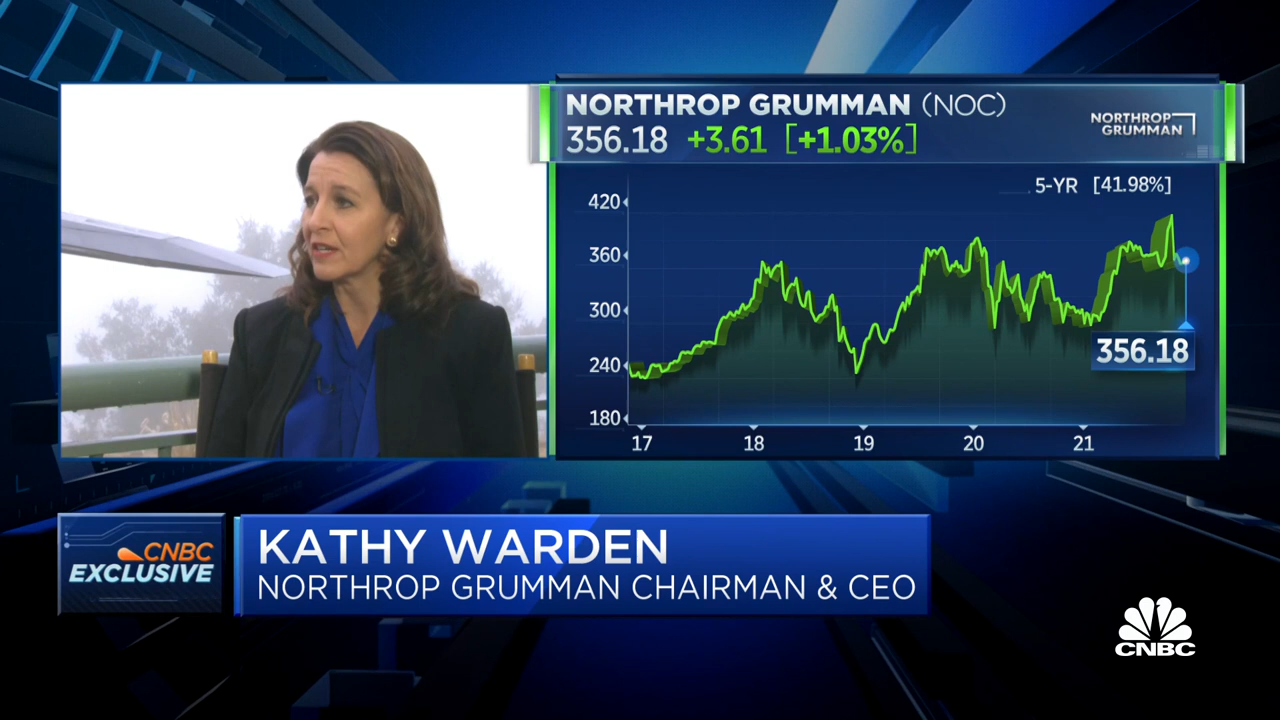 NORTHROP GRUMMAN (NOC)
356.18 +3.61 [+1.03%]
NORTHROP
GRUMMAN
5-YR [41.98%]
420
360
300
240
180
356.18
17 18 19 20 21
CNBC
EXCLUSIVE
KATHY WARDEN
NORTHROP GRUMMAN CHAIRMAN & CEO
CNBC